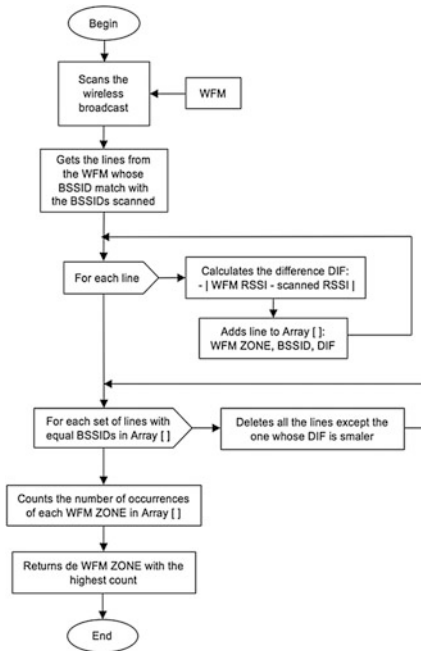 Begin
Scans the
wireless
broadcast
WFM
Gets the lines from
the WFM whose
BSSID match with
the BSSIDs scanned
For each line
Calculates the difference DIF:
- | WFM RSSI - scanned RSSI |
Adds line to Array [ ]:
WFM ZONE, BSSID, DIF
For each set of lines with
equal BSSIDs in Array [ ]
Deletes all the lines except the
one whose DIF is smaler
Counts the number of occurrences
of each WFM ZONE in Array [ ]
Returns de WFM ZONE with the
highest count
End